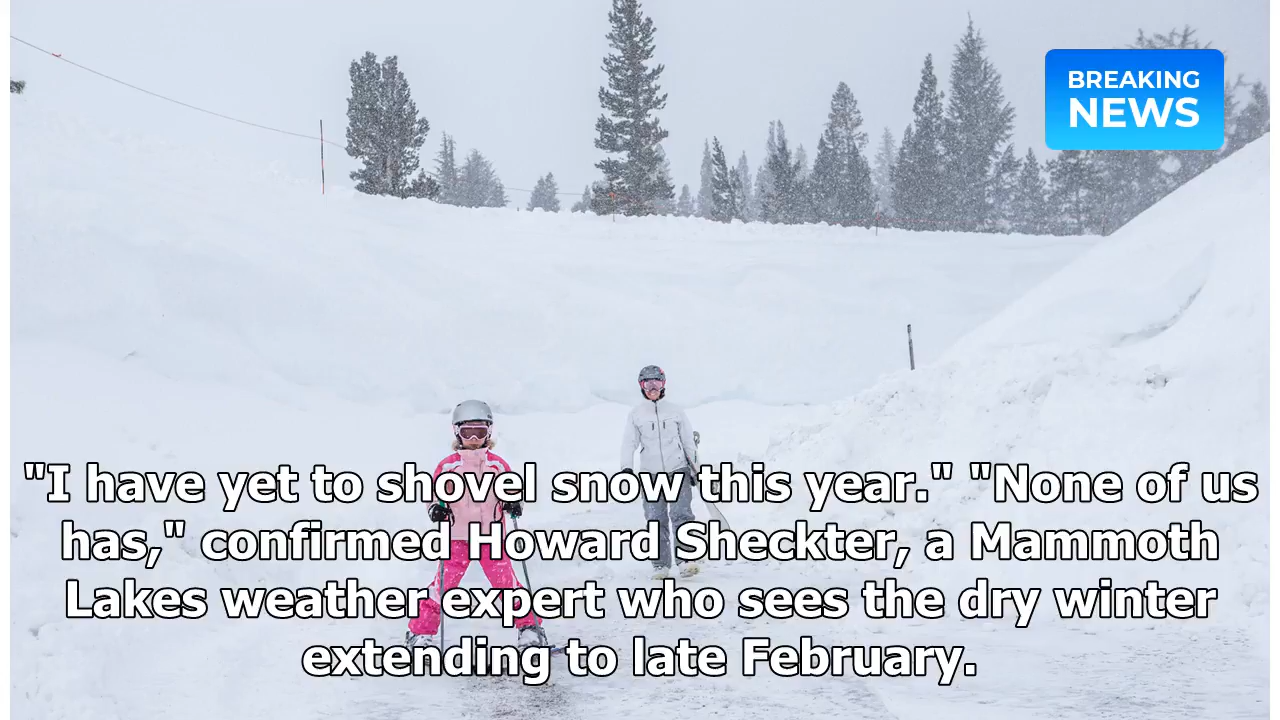 BREAKING
NEWS
"I have yet to shovel snow this year." "None of us
has," confirmed Howard Sheckter, a Mammoth
Lakes weather expert who sees the dry winter
extending to late February.